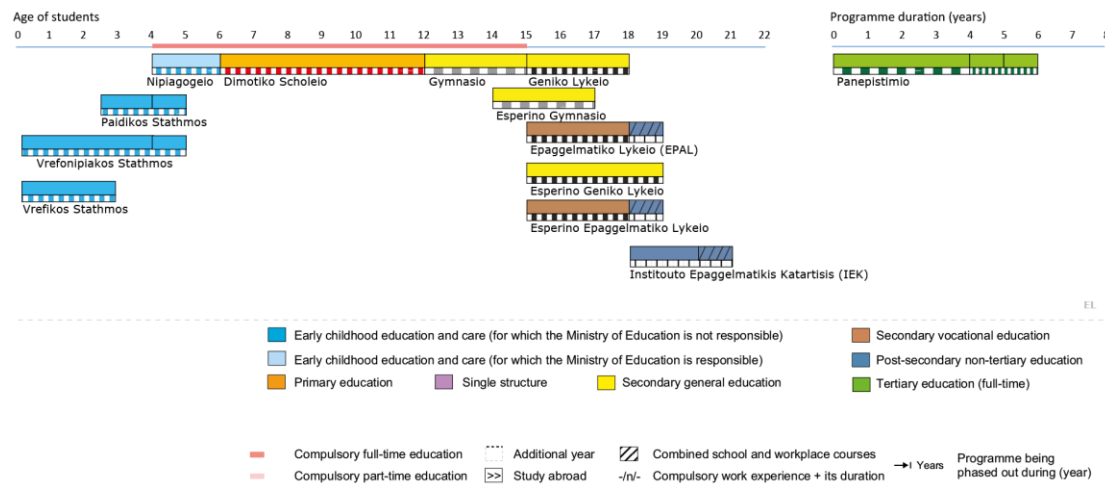 Age of students
Programme duration (years)
0 1 2 3 4 5 6 7 8 9 10 11 12 13 14 15 16 17 18 19 20 21 22
0 1 2 3 4 5 6 7 8
Nipiagogeio Dimotiko Scholeio Gymnasio Geniko Lykeio
Panepistimio
Paidikos Stathmos
Esperino Gymnasio
Vrefonipiakos Stathmos
Epaggelmatiko Lykeio (EPAL)
Vrefikos Stathmos
Esperino Geniko Lykeio
Esperino Epaggelmatiko Lykeio
Institouto Epaggelmatikis Katartisis (IEK)
EL
Early childhood education and care (for which the Ministry of Education is not responsible)
Secondary vocational education
Early childhood education and care (for which the Ministry of Education is responsible)
Post-secondary non-tertiary education
Primary education
Single structure
Secondary general education
Tertiary education (full-time)
Compulsory full-time education
Additional year
Combined school and workplace courses
Years
Programme being
phased out during (year)
Compulsory part-time education
>> Study abroad
-/n/- Compulsory work experience + its duration